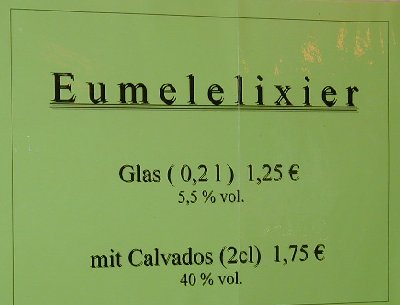 Eumelelixier
Glas ( 0,2 l ) 1,25 €
5,5 % vol.
mit Calvados (2cl) 1,75 €
40 % vol.